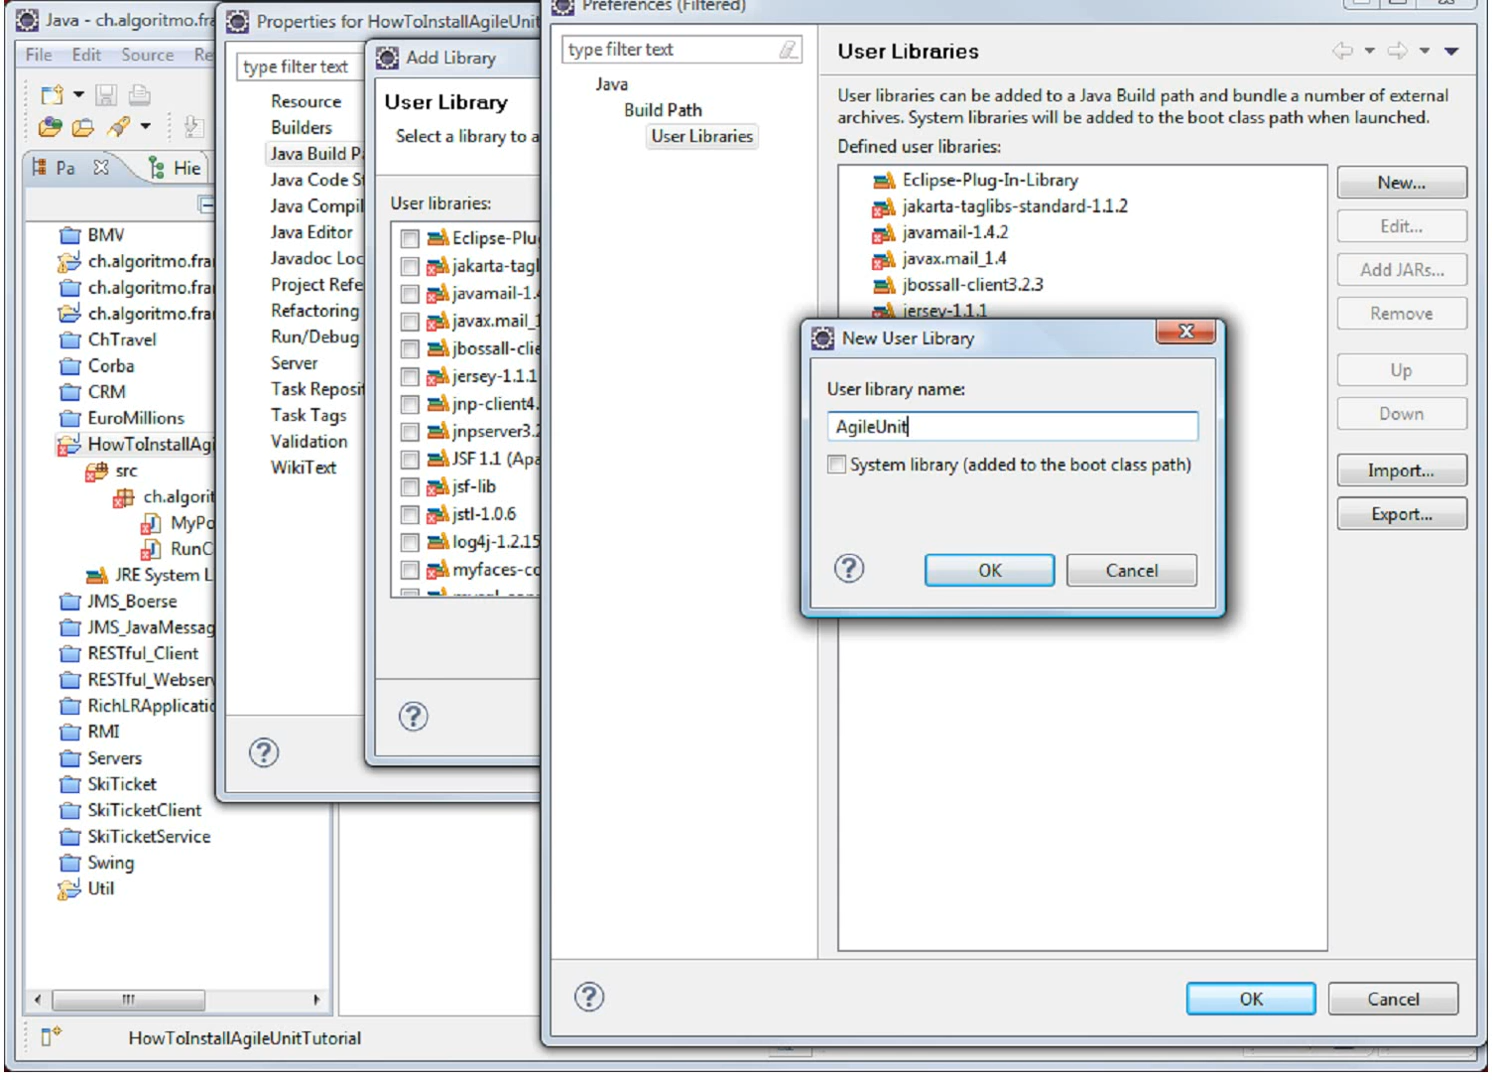 Java - ch.algoritmo.fra
File Edit Source Re
Pa
Hie
BMV
ch.algoritmo.fra
ch.algoritmo.fra
ch.algoritmo.fra
ChTravel
Corba
CRM
EuroMillions
HowToInstallAgi
src
ch.algorit
MyPo
RunC
JRE System L
JMS_Boerse
JMS_JavaMessag
RESTful_Client
RESTful_Webserv
RichLRApplicatio
RMI
Servers
SkiTicket
SkiTicketClient
SkiTicketService
Swing
Util
HowToInstallAgileUnitTutorial
Properties for HowToInstallAgileUnit
type filter text
Resource
Builders
Java Build P
Java Code S
Java Compil
Java Editor
Javadoc Loc
Project Refe
Refactoring
Run/Debug
Server
Task Reposit
Task Tags
Validation
WikiText
Add Library
User Library
Select a library to a
User libraries:
Eclipse-Plu
jakarta-tagl
javamail-1.4
javax.mail_1
jbossall-clie
jersey-1.1.1
jnp-client4.
jnpserver3.2
JSF 1.1 (Apa
jsf-lib
jstl-1.0.6
log4j-1.2.15
myfaces-co
Preferences (Filtered)
type filter text
Java
Build Path
User Libraries
User Libraries
User libraries can be added to a Java Build path and bundle a number of external
archives. System libraries will be added to the boot class path when launched.
Defined user libraries:
Eclipse-Plug-In-Library
jakarta-taglibs-standard-1.1.2
javamail-1.4.2
javax.mail_1.4
jbossall-client3.2.3
jersey-1.1.1
New...
Edit...
Add JARs...
Remove
Up
Down
Import...
Export...
New User Library
User library name:
AgileUnit
System library (added to the boot class path)
OK
Cancel
OK
Cancel